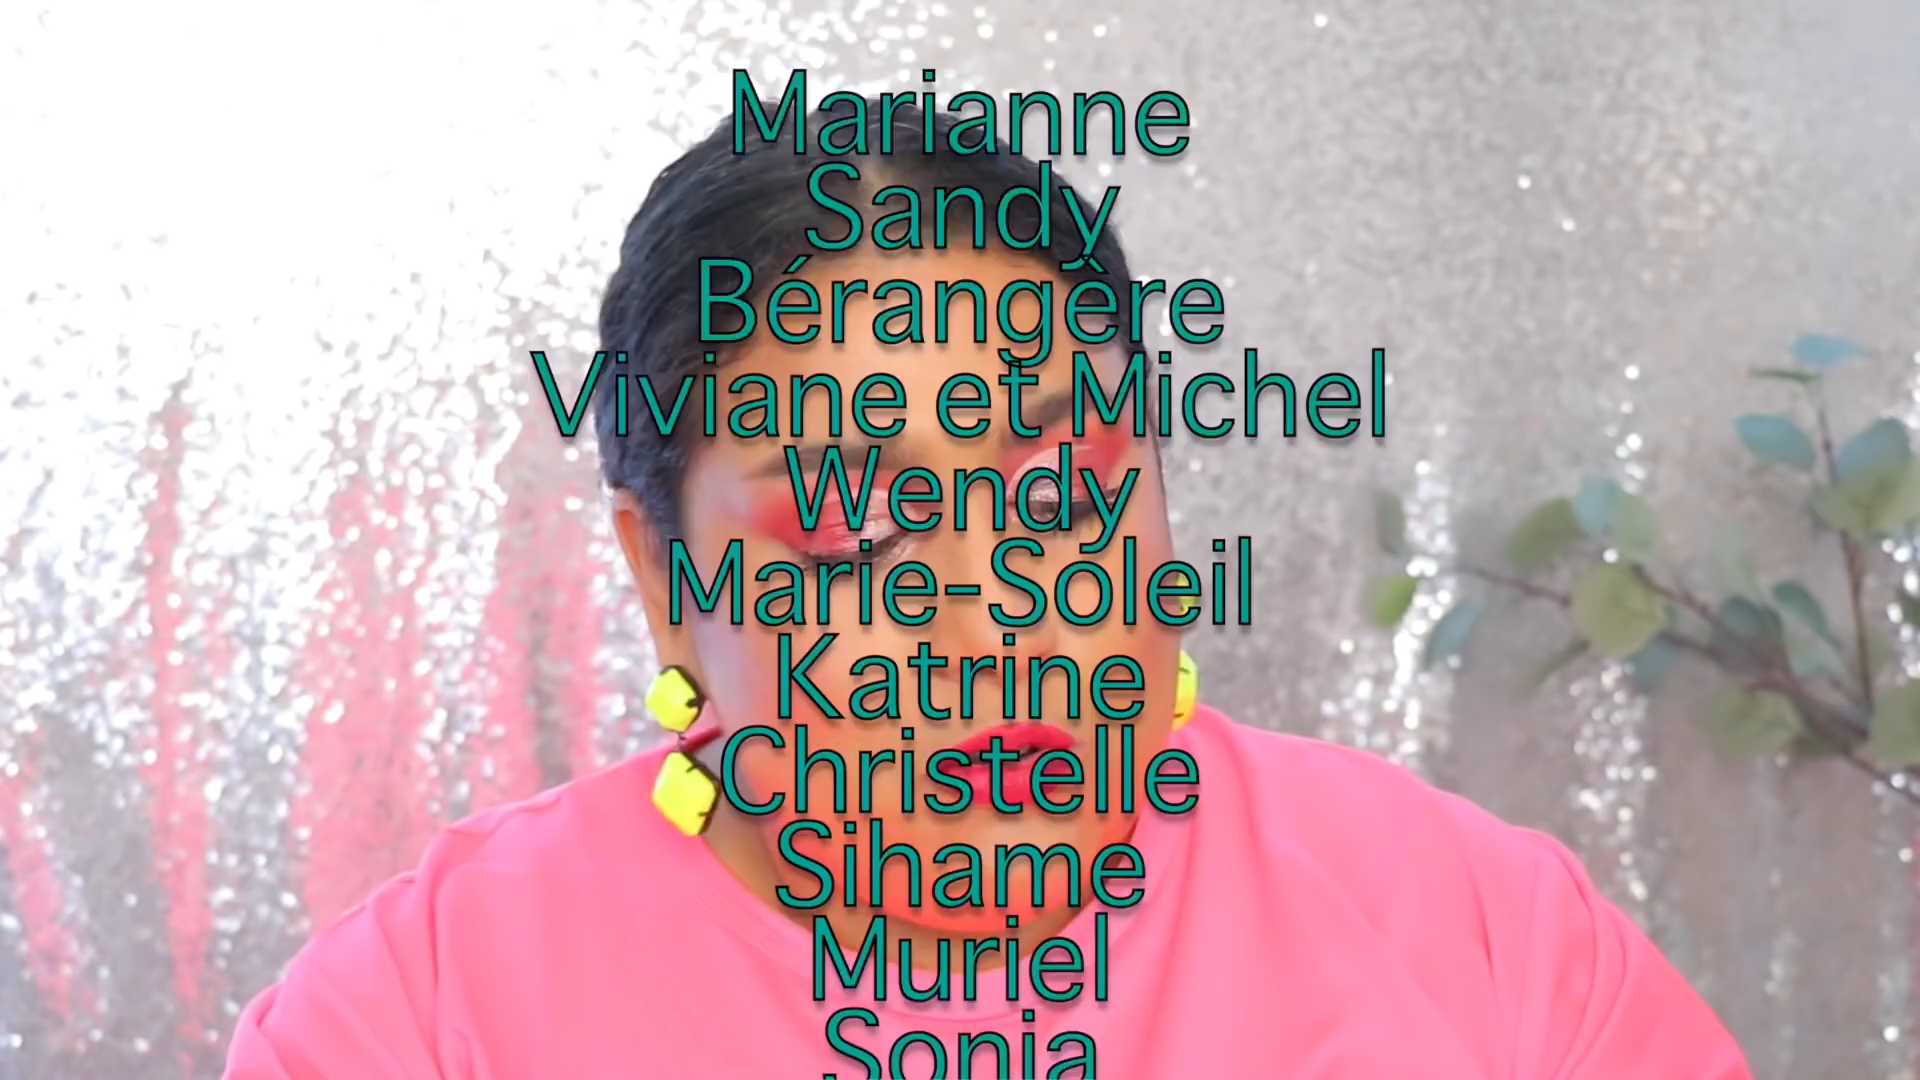 Marianne
Sandy
Bérangère
Viviane et Michel
Wendy
Marie-Soleil
Katrine
Christelle
Sihame
Muriel
Sonia